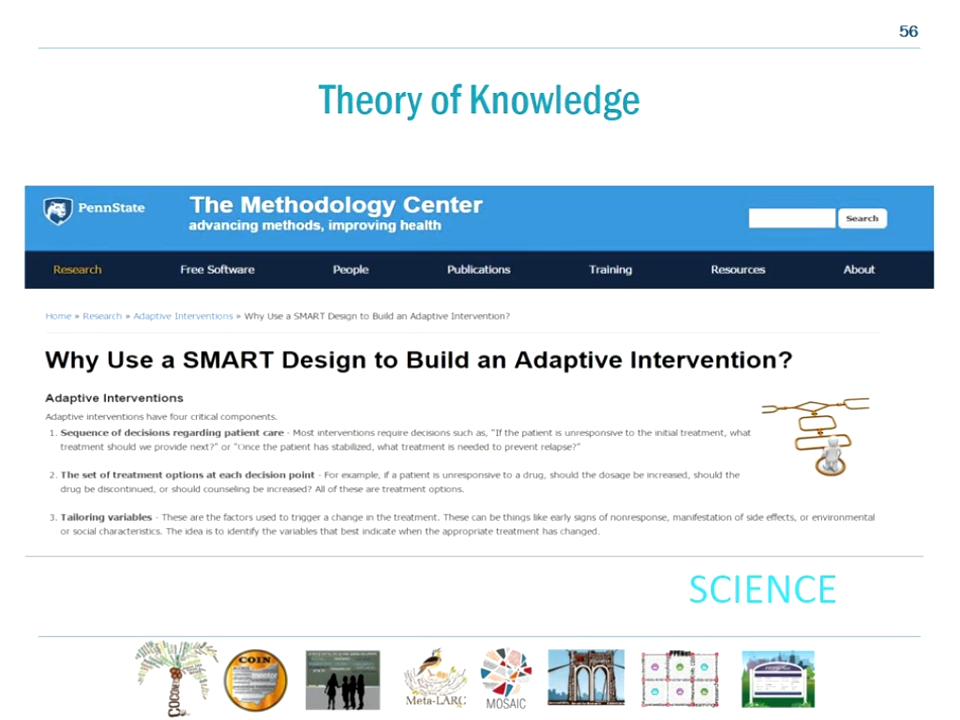 56
Theory of Knowledge
PennState
The Methodology Center
advancing methods, improving health
Search
Research Free Software People Publications Training Resources About
Home » Research » Adaptive Interventions » Why Use a SMART Design to Build an Adaptive Intervention?
Why Use a SMART Design to Build an Adaptive Intervention?
Adaptive Interventions
Adaptive interventions have four critical components.
1. Sequence of decisions regarding patient care - Most interventions require decisions such as, "If the patient is unresponsive to the initial treatment, what
treatment should we provide next?" or "Once the patient has stabilized, what treatment is needed to prevent relapse?"
2. The set of treatment options at each decision point - For example, if a patient is unresponsive to a drug, should the dosage be increased, should the
drug be discontinued, or should counseling be increased? All of these are treatment options.
3. Tailoring variables - These are the factors used to trigger a change in the treatment. These can be things like early signs of nonresponse, manifestation of side effects, or environmental
or social characteristics. The idea is to identify the variables that best indicate when the appropriate treatment has changed.
SCIENCE
COIN
Meta-LARC
MOSAIC